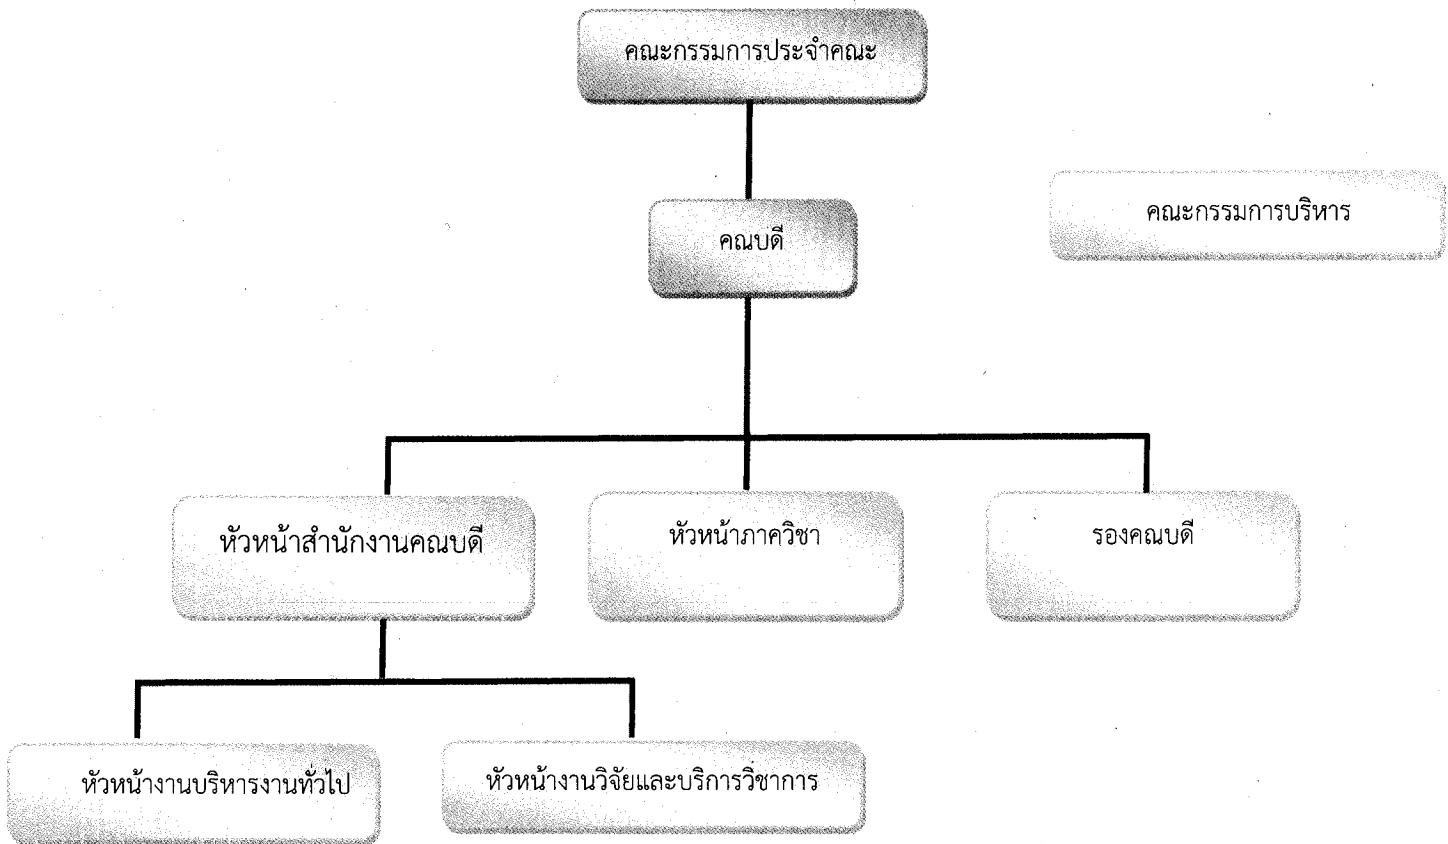 คณะกรรมการประจำคณะ
คณะกรรมการบริหาร
คณบดี
หัวหน้าสำนักงานคณบดี
หัวหน้าภาควิชา
รองคณบดี
หัวหน้างานบริหารงานทั่วไป
หัวหน้างานวิจัยและบริการวิชาการ